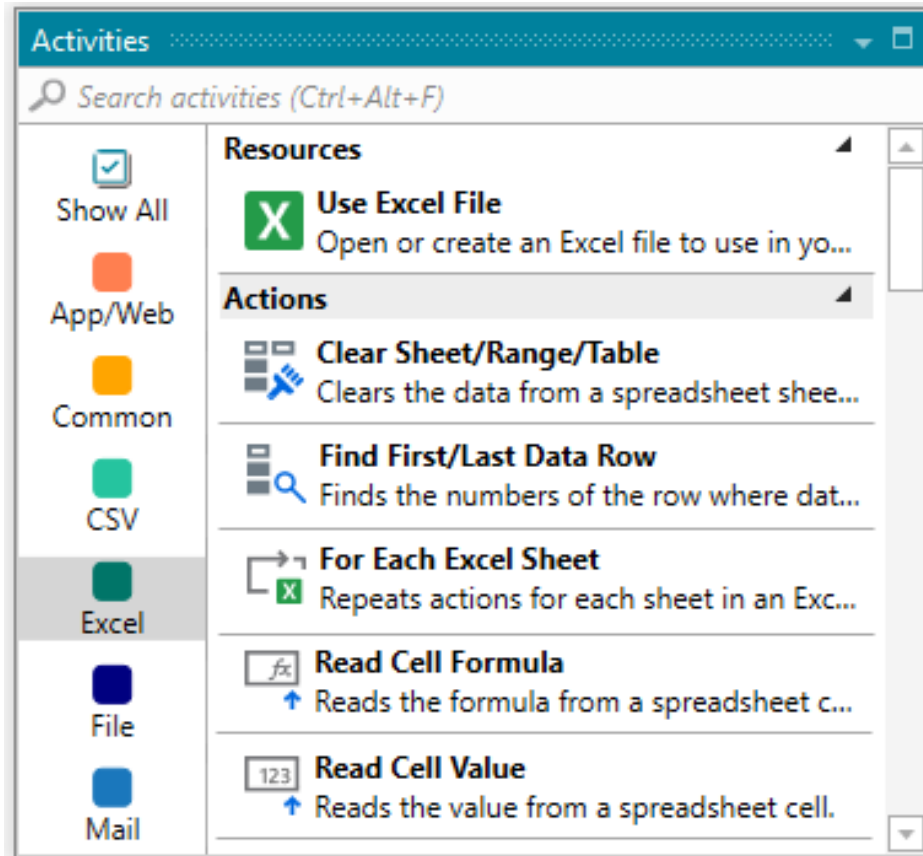 Activities
Search activities (Ctrl+Alt+F)
Show All
App/Web
Common
CSV
Excel
File
Mail
Resources
Use Excel File
Open or create an Excel file to use in yo...
Actions
Clear Sheet/Range/Table
Clears the data from a spreadsheet shee...
Find First/Last Data Row
Finds the numbers of the row where dat...
For Each Excel Sheet
Repeats actions for each sheet in an Exc...
Read Cell Formula
Reads the formula from a spreadsheet c...
Read Cell Value
Reads the value from a spreadsheet cell.